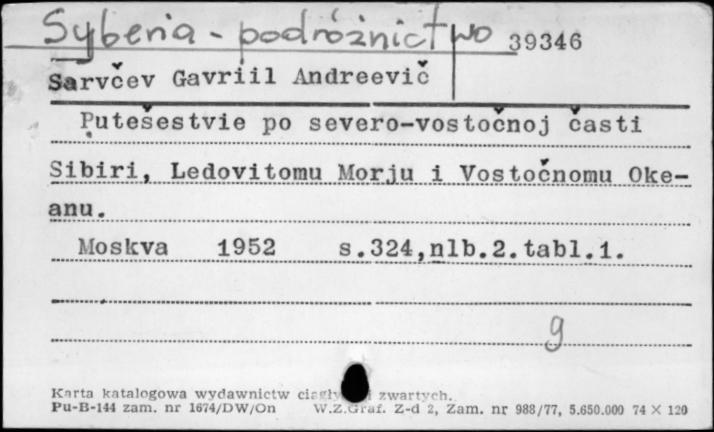 Syberia - podróżnictwo 39346
Sarvčev Gavriil Andreevič
Putešestvie po severo-vostočnoj časti
Sibiri, Ledovitomu Morju i Vostočnomu Oke-
anu.
Moskva 1952 s.324,nlb.2.tabl.1.
g
Karta katalogowa wydawnictw zwartych.
Pu-B-144 zam. nr 1674/DW/On W.Z.Graf. Z-d 2, Zam. nr 988/77, 5.650.000 74 × 120